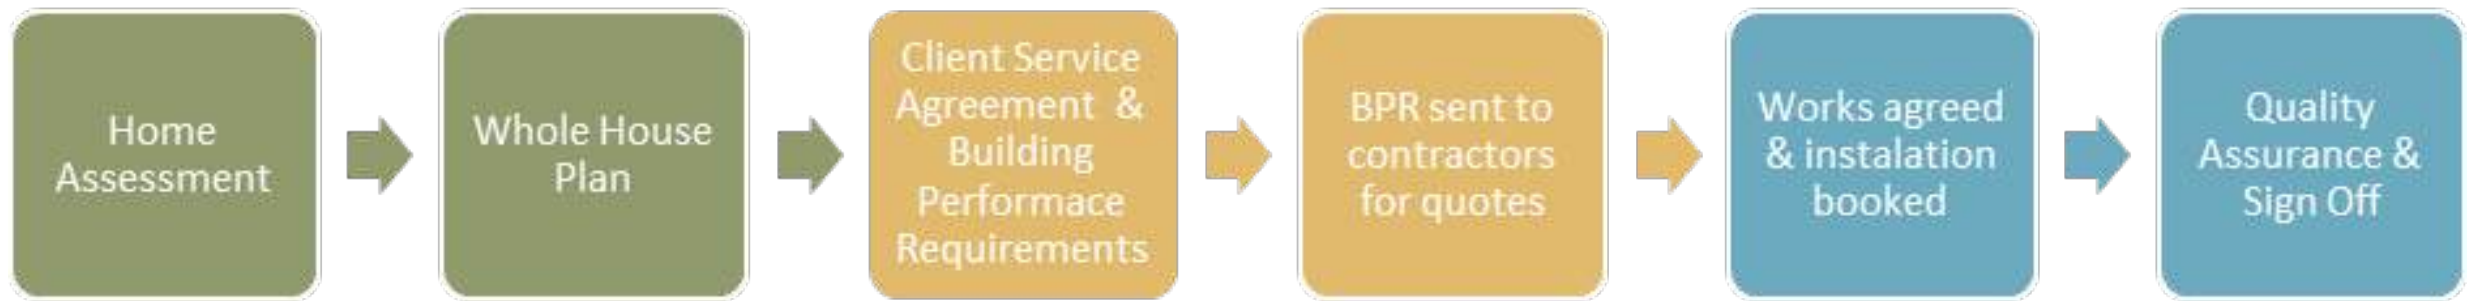 Home
Assessment
Whole House
Plan
Client Service
Agreement &
Building
Performace
Requirements
BPR sent to
contractors
for quotes
Works agreed
& instalation
booked
Quality
Assurance &
Sign Off